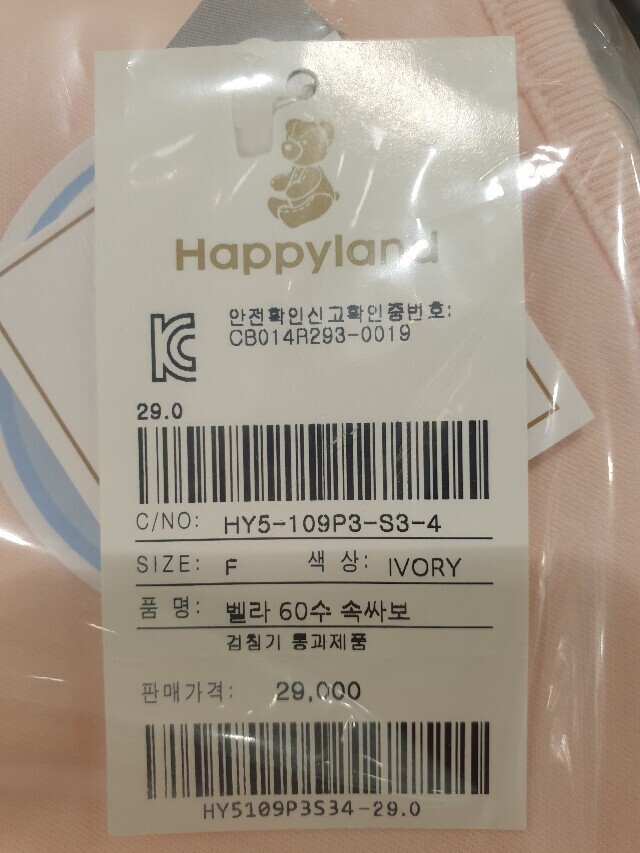 Happyland
안전확인신고확인증번호:
CB014R293-0019
29.0
C/NO: HY5-109P3-S3-4
SIZE: F 색 상: IVORY
품 명: 벨라 60수 속싸보
검침기 통과제품
판매가격: 29,000
HY5109P3S34-29.0